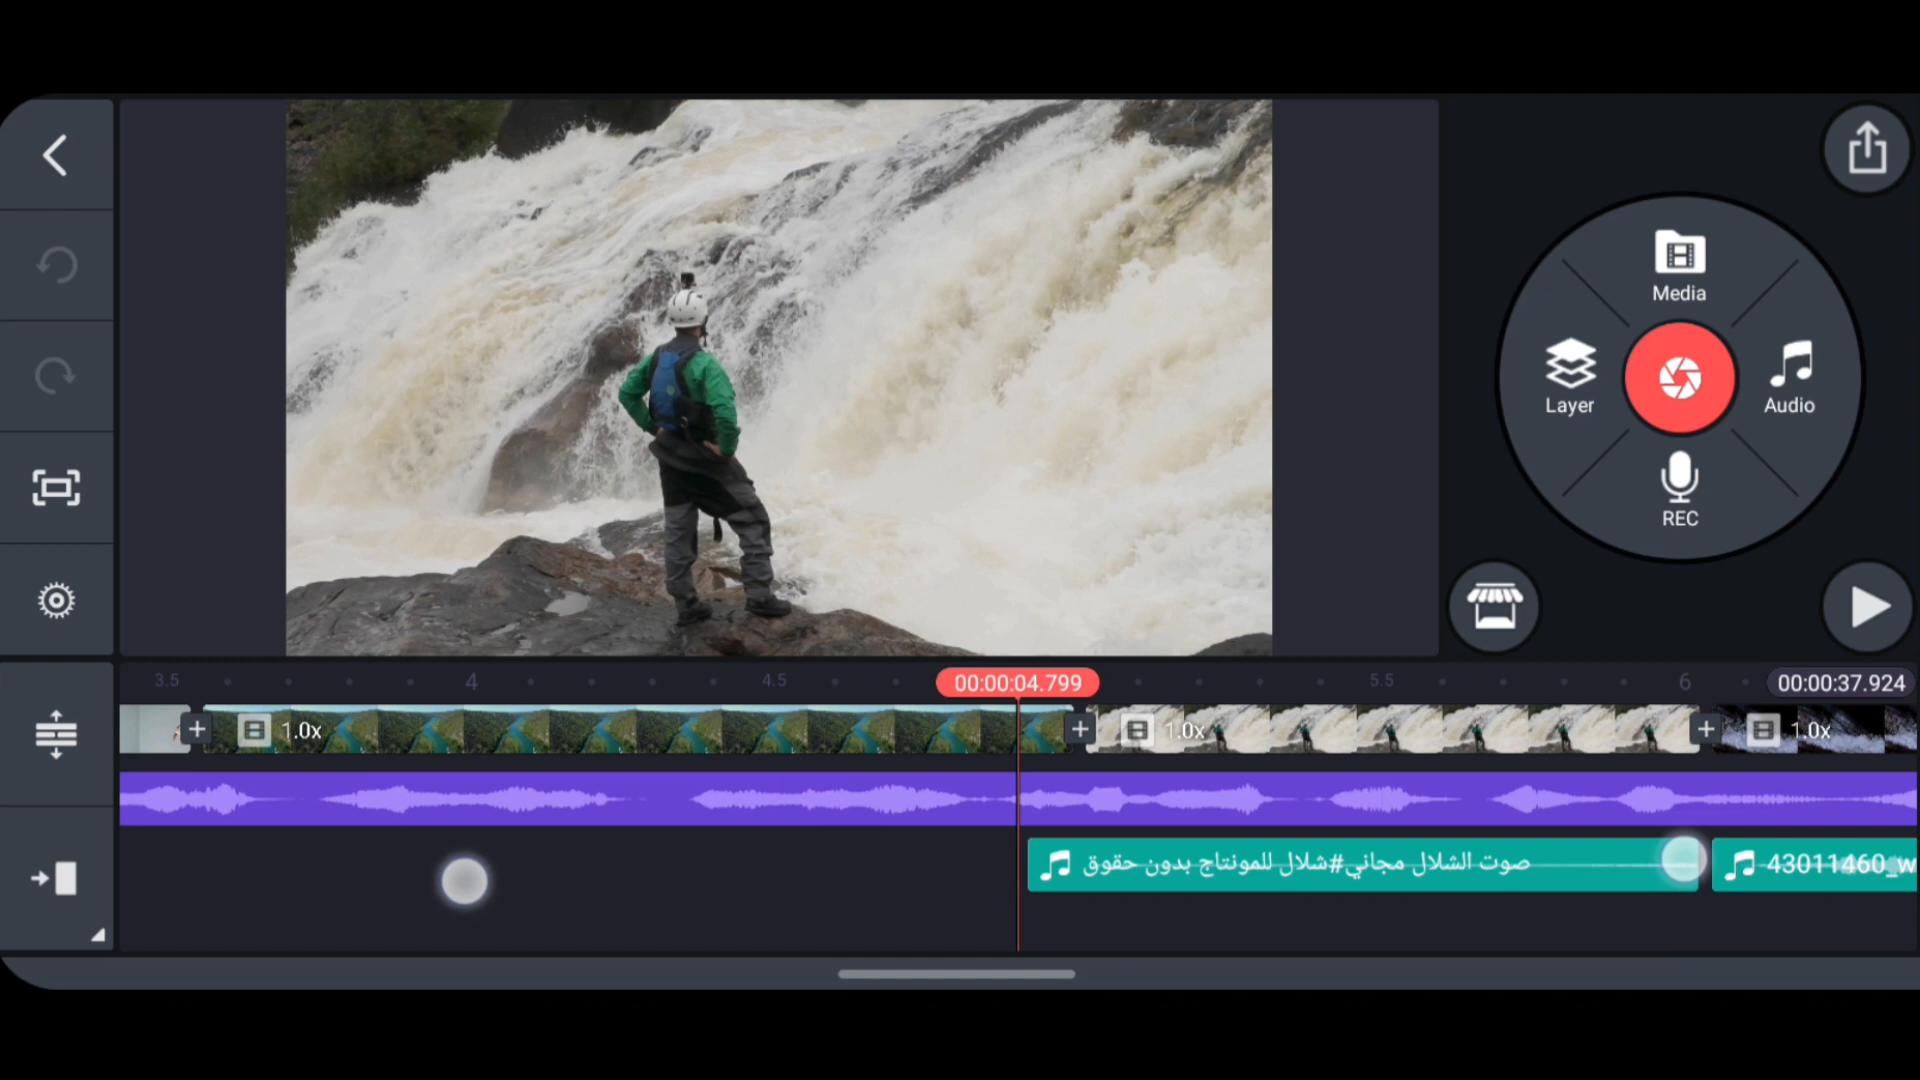 Media
Layer
Audio
REC
3.5
4
4.5
00:00:04.799
5.5
6
00:00:37.924
1.0x
1.0x
1.0x
صوت الشلال مجاني#شلال للمونتاج بدون حقوق
43011460_w